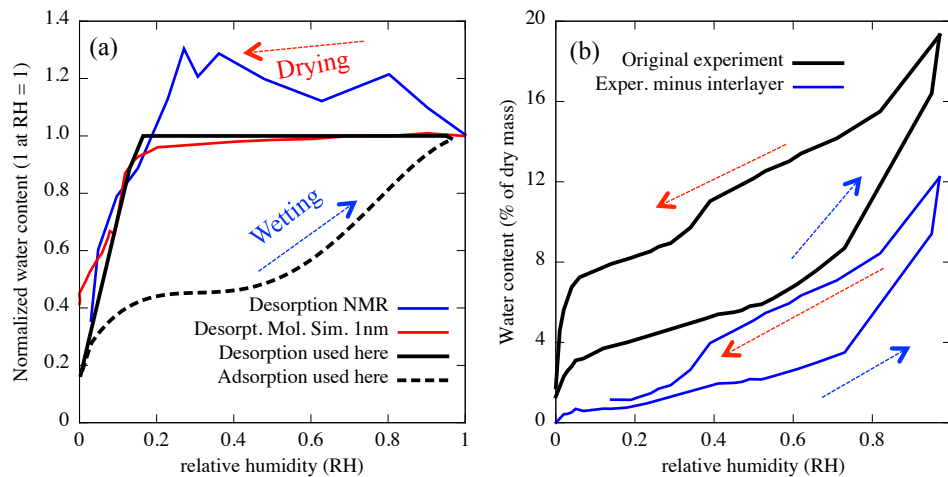 (a)
Normalized water content (1 at RH = 1)
1.4
1.2
1.0
0.8
0.6
0.4
0.2
0
Drying
Wetting
Desorption NMR
Desorpt. Mol. Sim. 1nm
Desorption used here
Adsorption used here
0 0.2 0.4 0.6 0.8 1
relative humidity (RH)
(b)
Water content (% of dry mass)
20
16
12
8
4
0
Original experiment
Exper. minus interlayer
0 0.2 0.4 0.6 0.8
relative humidity (RH)